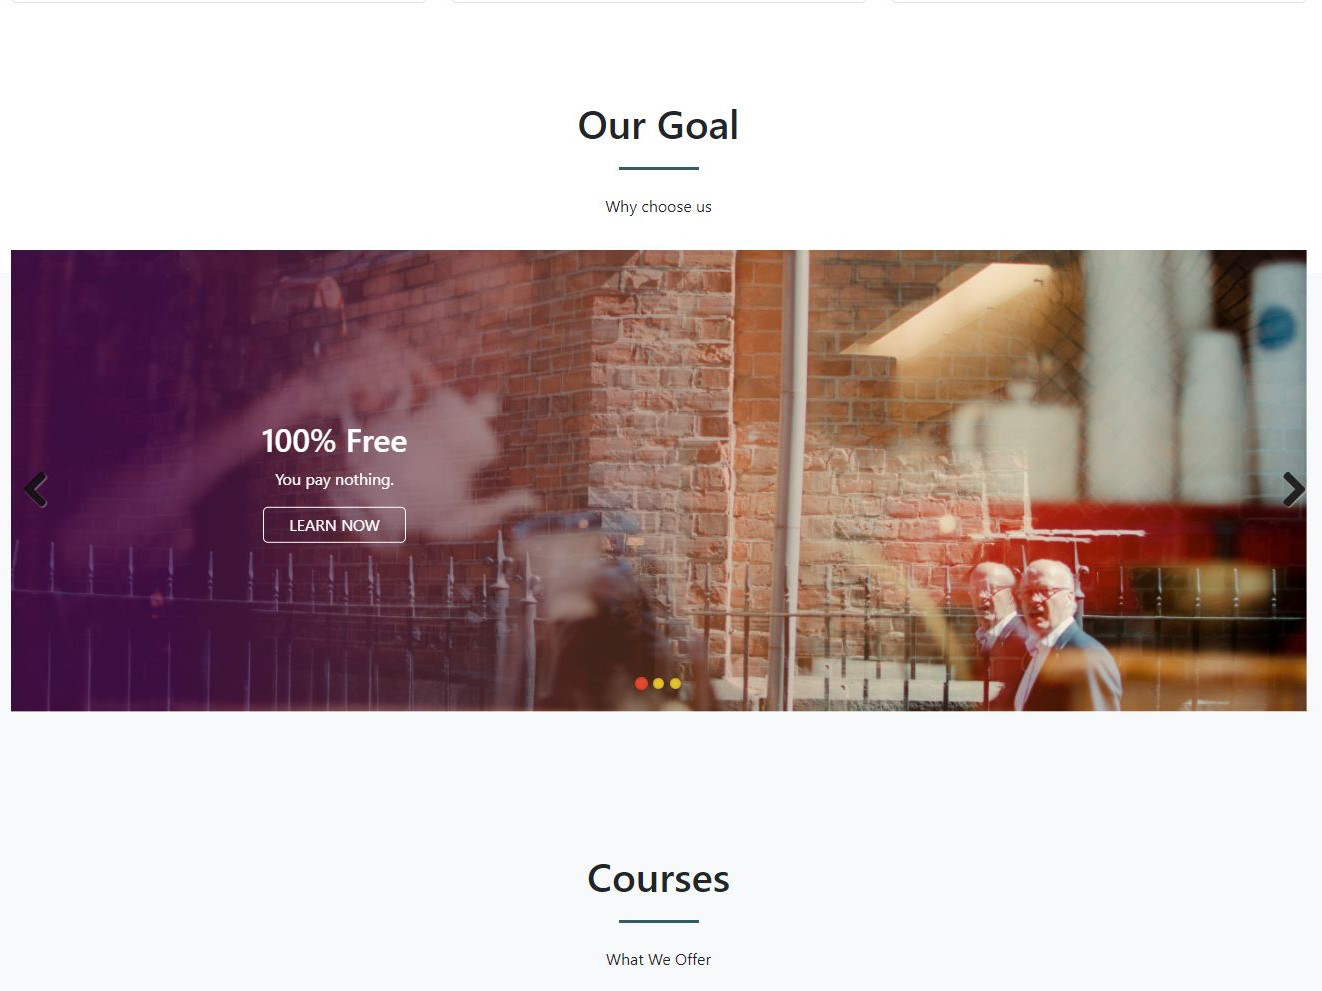 Our Goal
Why choose us
100% Free
You pay nothing.
LEARN NOW
Courses
What We Offer